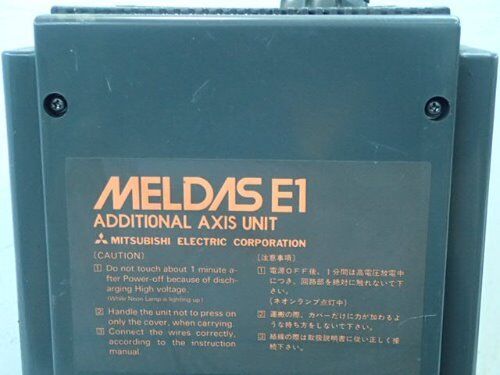 MELDAS E1
ADDITIONAL AXIS UNIT
MITSUBISHI ELECTRIC CORPORATION
(CAUTION)
1 Do not touch about 1 minute a-
fter Power-off because of disch-
arging High voltage.
(While Neon Lamp is lighting up)
2 Handle the unit not to press on
only the cover, when carrying.
3 Connect the wires correctly,
according to the instruction
manual.
(注意事項)
1 電源OFF後、1分間は高電圧放電中
につき、回路部を絶対に触れないで下
さい。
(ネオンランプ点灯中)
2 運搬の際、カバーだけに力が加わるよ
うな持ち方をしないで下さい。
3 結線の際は取扱説明書に従い正しく接
続下さい。